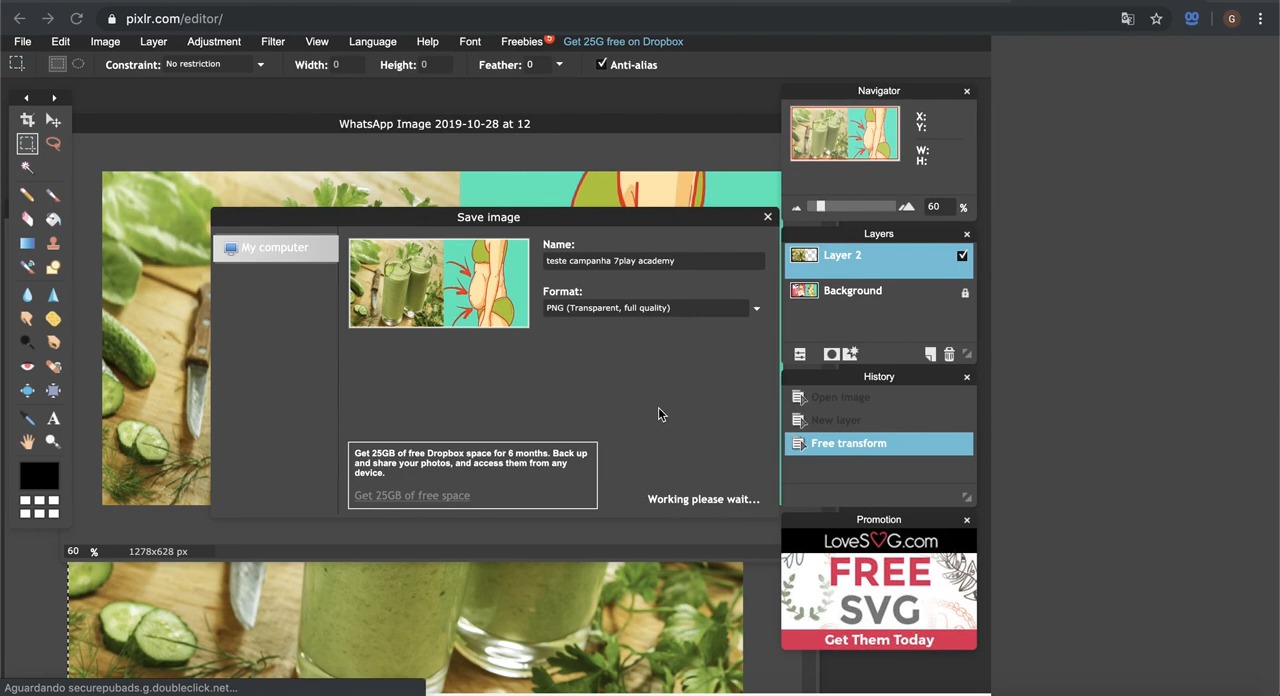 pixlr.com/editor/
G
File Edit Image Layer Adjustment Filter View Language Help Font Freebies 5 Get 25G free on Dropbox
Constraint: No restriction Width: 0 Height: 0 Feather: 0 Anti-alias
WhatsApp Image 2019-10-28 at 12
Navigator
X:
Y:
W:
H:
60 %
Save image
My computer
Name:
teste campanha 7play academy
Format:
PNG (Transparent, full quality)
Get 25GB of free Dropbox space for 6 months. Back up
and share your photos, and access them from any
device.
Get 25GB of free space
Working please wait...
Layers
Layer 2
Background
History
Open image
New layer
Free transform
A
60 % 1278x628 px
Promotion
LoveSVG.com
FREE
SVG
Get Them Today
Aguardando securepubads.g.doubleclick.net...